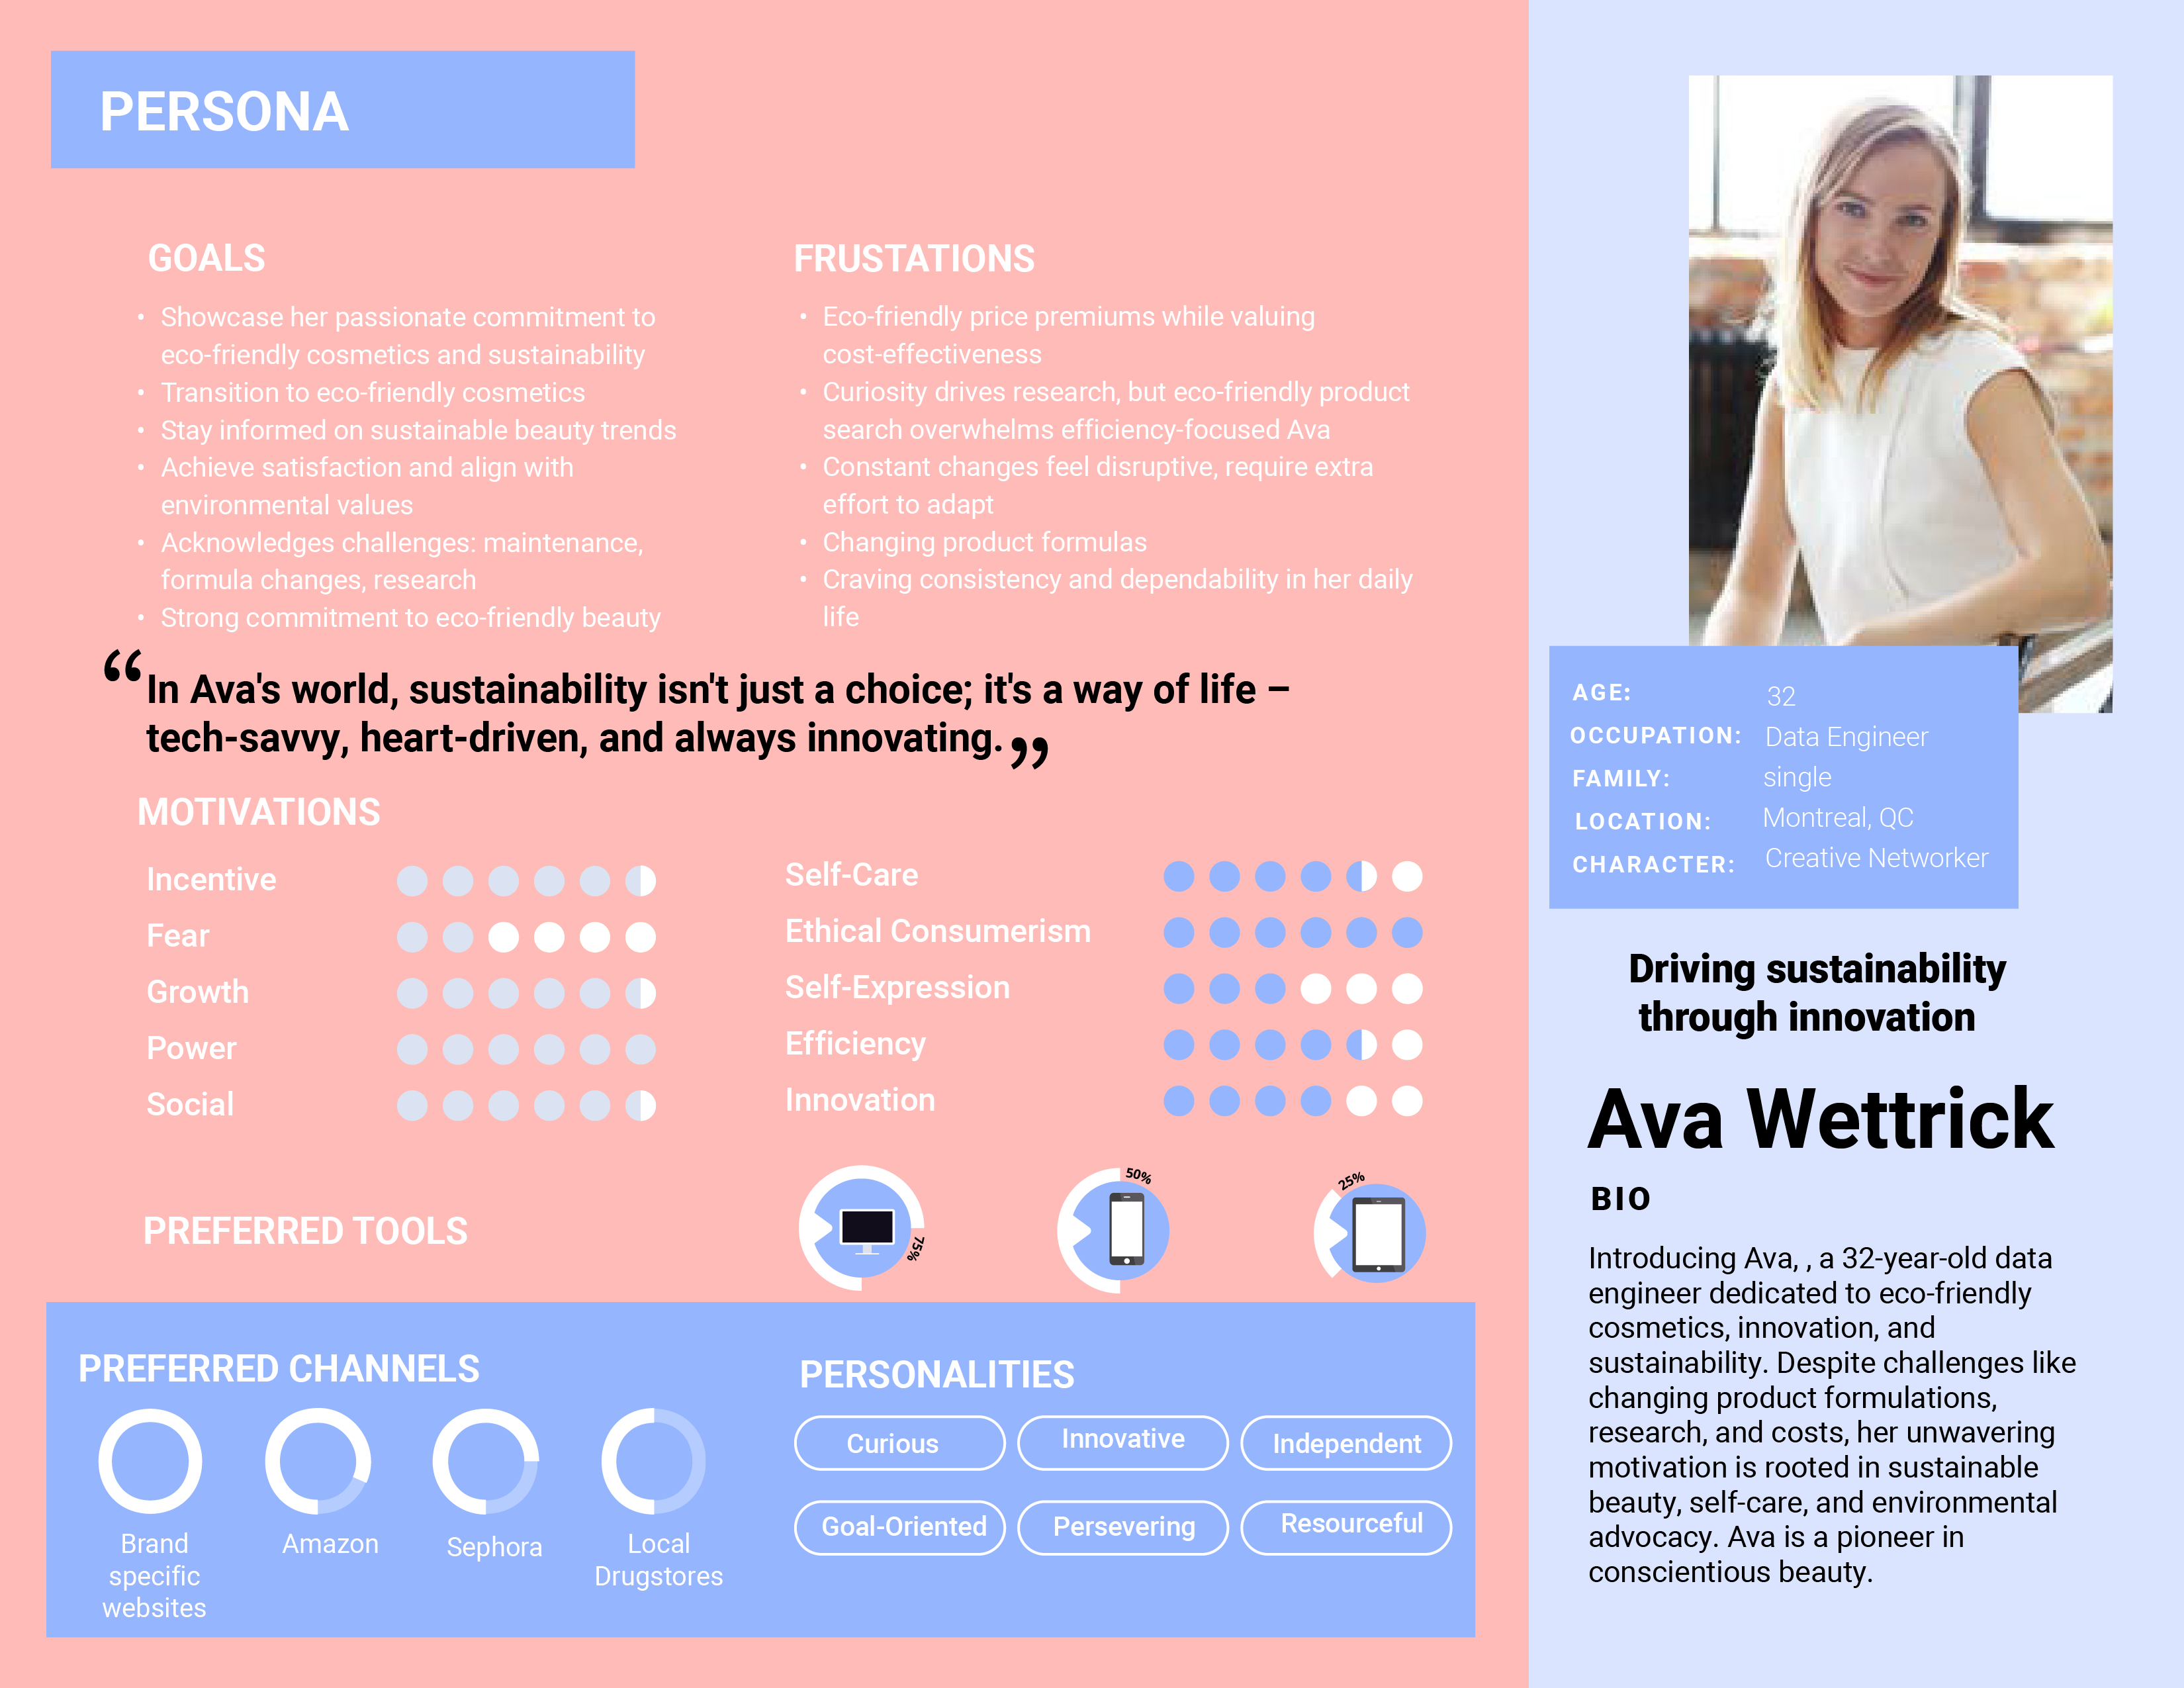 PERSONA
GOALS
• Showcase her passionate commitment to
eco-friendly cosmetics and sustainability
• Transition to eco-friendly cosmetics
• Stay informed on sustainable beauty trends
• Achieve satisfaction and align with
environmental values
• Acknowledges challenges: maintenance,
formula changes, research
• Strong commitment to eco-friendly beauty
FRUSTATIONS
• Eco-friendly price premiums while valuing
cost-effectiveness
• Curiosity drives research, but eco-friendly product
search overwhelms efficiency-focused Ava
• Constant changes feel disruptive, require extra
effort to adapt
• Changing product formulas
• Craving consistency and dependability in her daily
life
“In Ava's world, sustainability isn't just a choice; it's a way of life –
tech-savvy, heart-driven, and always innovating.”
MOTIVATIONS
Incentive
Fear
Growth
Power
Social
Self-Care
Ethical Consumerism
Self-Expression
Efficiency
Innovation
PREFERRED TOOLS
75%
50%
25%
PREFERRED CHANNELS
Brand
specific
websites
Amazon
Sephora
Local
Drugstores
PERSONALITIES
Curious
Innovative
Independent
Goal-Oriented
Persevering
Resourceful
AGE: 32
OCCUPATION: Data Engineer
FAMILY: single
LOCATION: Montreal, QC
CHARACTER: Creative Networker
Driving sustainability
through innovation
Ava Wettrick
BIO
Introducing Ava, , a 32-year-old data
engineer dedicated to eco-friendly
cosmetics, innovation, and
sustainability. Despite challenges like
changing product formulations,
research, and costs, her unwavering
motivation is rooted in sustainable
beauty, self-care, and environmental
advocacy. Ava is a pioneer in
conscientious beauty.